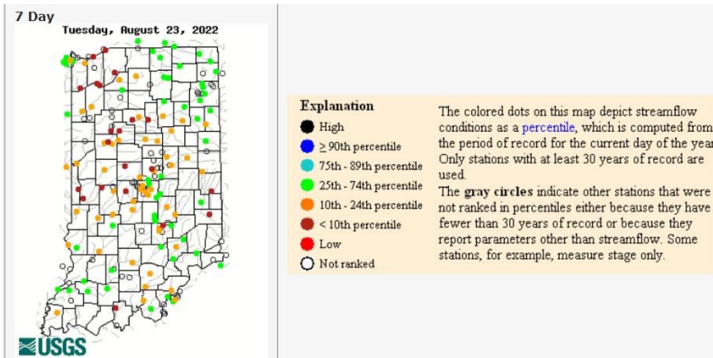 7 Day
Tuesday, August 23, 2022
USGS
Explanation
High
≥ 90th percentile
75th - 89th percentile
25th - 74th percentile
10th - 24th percentile
< 10th percentile
Low
Not ranked
The colored dots on this map depict streamflow
conditions as a percentile, which is computed from
the period of record for the current day of the year
Only stations with at least 30 years of record are
used.
The gray circles indicate other stations that were
not ranked in percentiles either because they have
fewer than 30 years of record or because they
report parameters other than streamflow. Some
stations, for example, measure stage only.